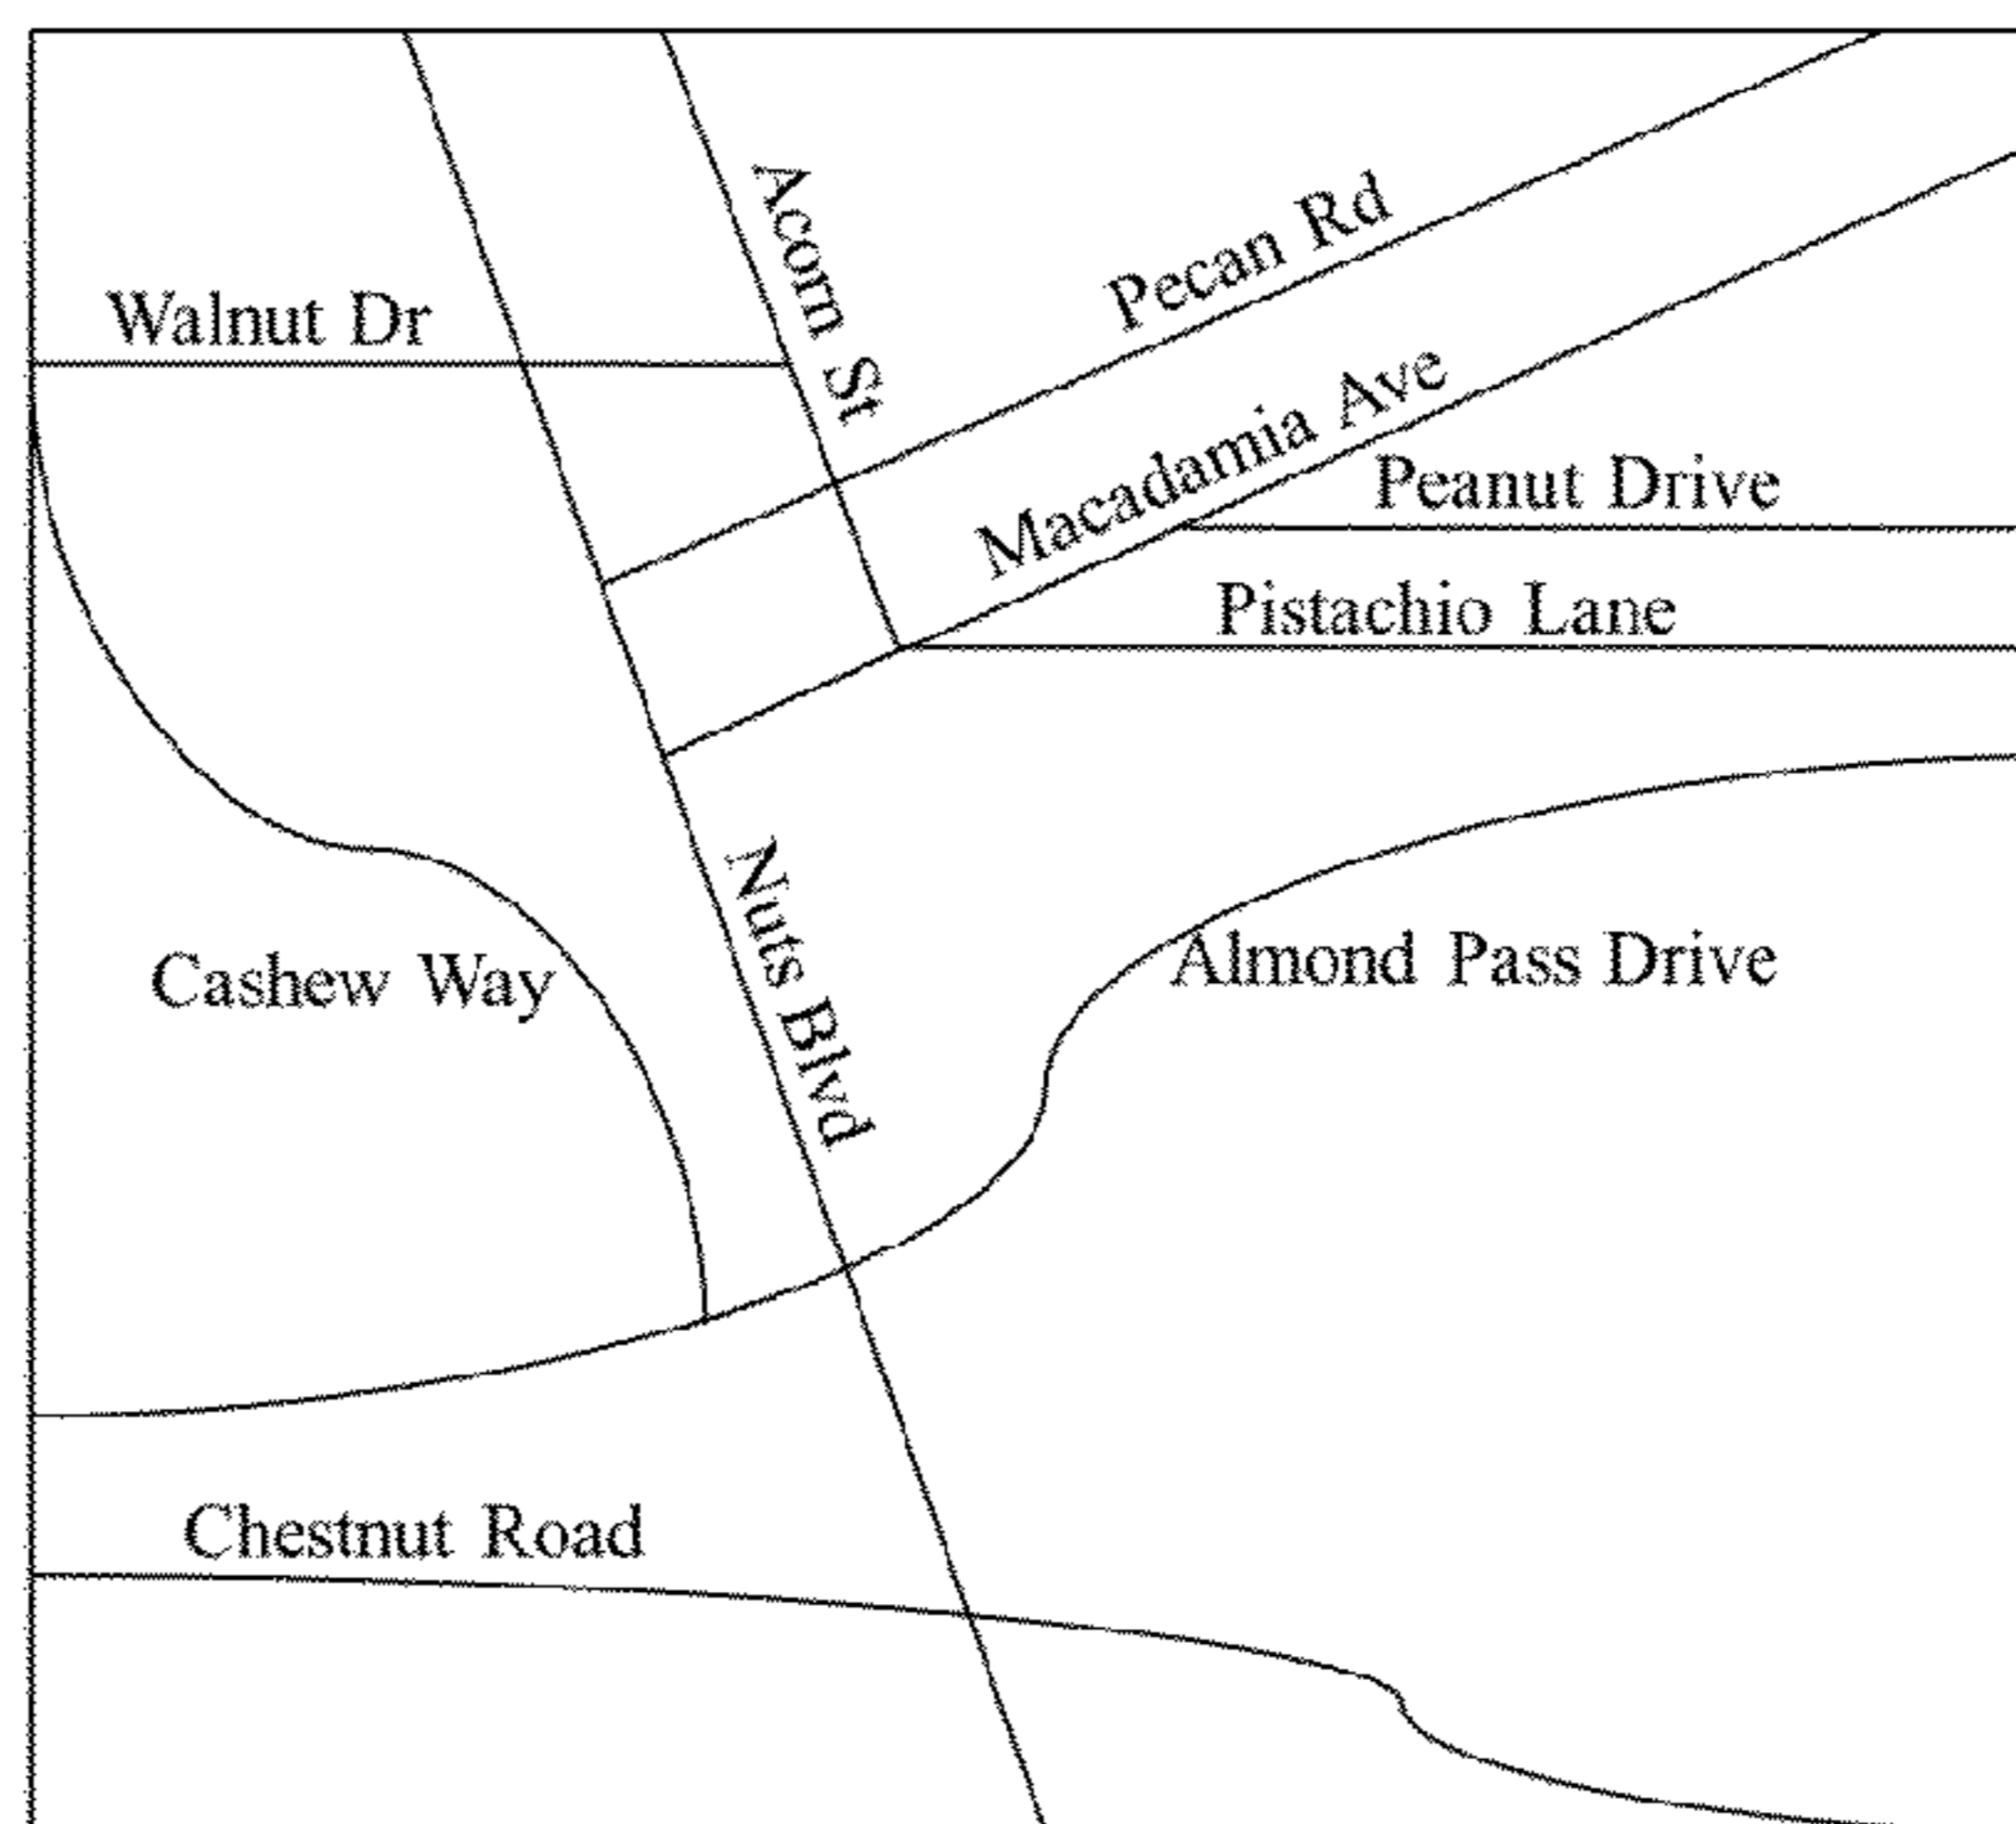 Acorn St
Pecan Rd
Walnut Dr
Macadamia Ave
Peanut Drive
Pistachio Lane
Nuts Blvd
Cashew Way
Almond Pass Drive
Chestnut Road